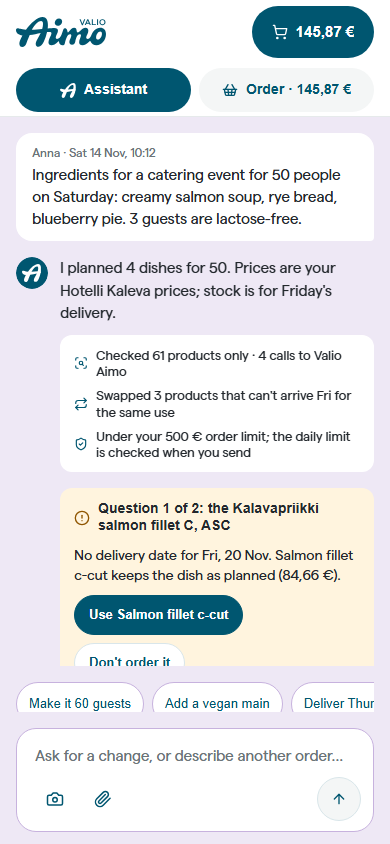 VALIO
Aimo
145,87 €
Assistant
Order · 145,87 €
Anna · Sat 14 Nov, 10:12
Ingredients for a catering event for 50 people
on Saturday: creamy salmon soup, rye bread,
blueberry pie. 3 guests are lactose-free.
I planned 4 dishes for 50. Prices are your
Hotelli Kaleva prices; stock is for Friday's
delivery.
Checked 61 products only · 4 calls to Valio
Aimo
Swapped 3 products that can't arrive Fri for
the same use
Under your 500 € order limit; the daily limit
is checked when you send
Question 1 of 2: the Kalavapriikki
salmon fillet C, ASC
No delivery date for Fri, 20 Nov. Salmon fillet
c-cut keeps the dish as planned (84,66 €).
Use Salmon fillet c-cut
Don't order it
Make it 60 guests
Add a vegan main
Deliver Thur
Ask for a change, or describe another order...